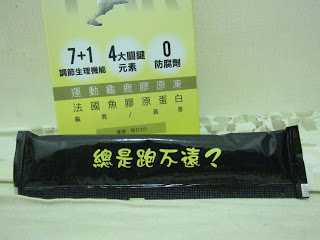 7+1 4大關鍵 0
調節生理機能 元素 防腐劑
運動龜鹿膠原凍
法國魚膠原蛋白
總是跑不遠？